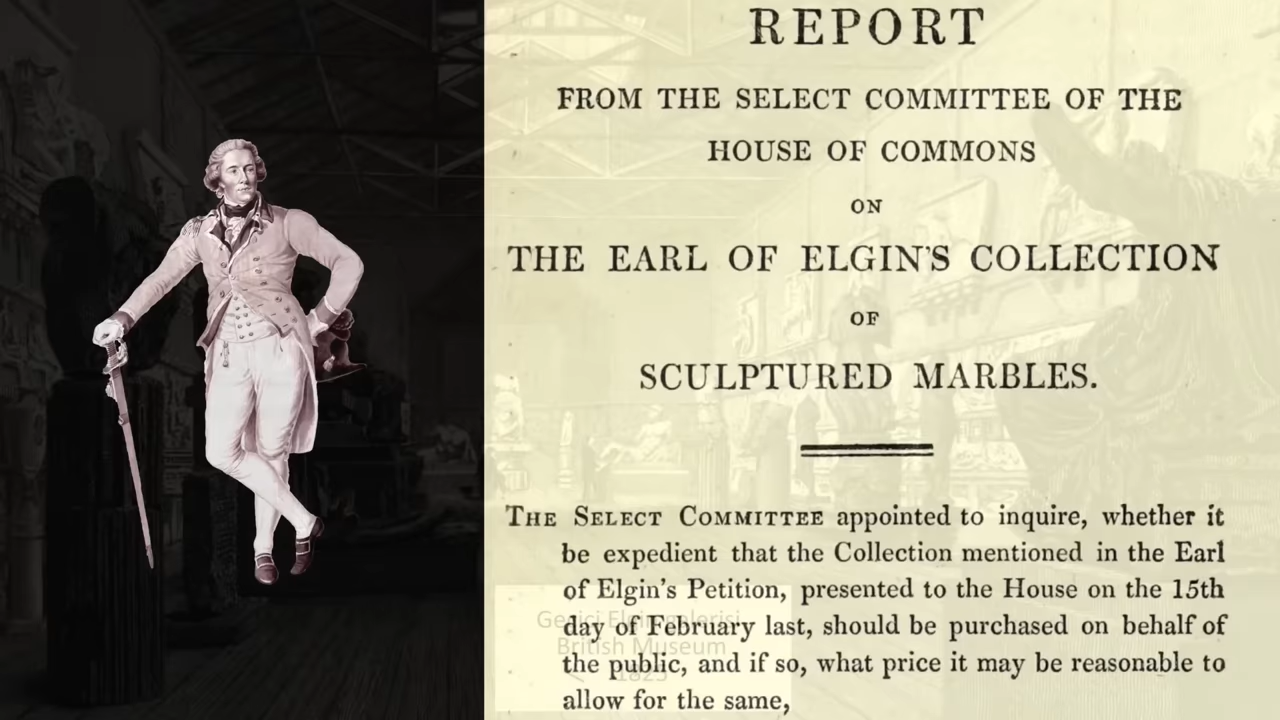 REPORT
FROM THE SELECT COMMITTEE OF THE
HOUSE OF COMMONS
ON
THE EARL OF ELGIN'S COLLECTION
OF
SCULPTURED MARBLES.
THE SELECT COMMITTEE appointed to inquire, whether it
be expedient that the Collection mentioned in the Earl
of Elgin's Petition, presented to the House on the 15th
day of February last, should be purchased on behalf of
the public, and if so, what price it may be reasonable to
allow for the same,
British Museum